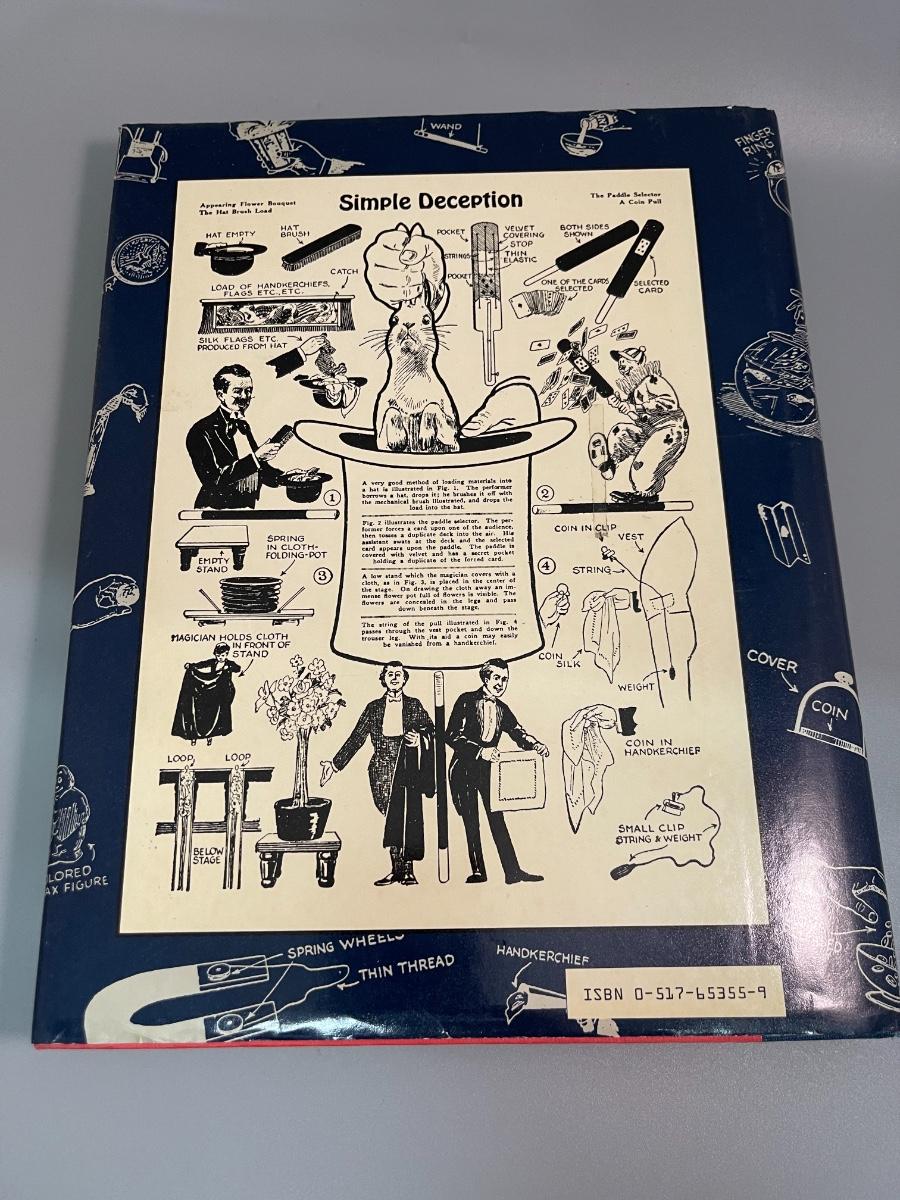 WAND
FINGER
RING
Appearing Flower Bouquet
The Hat Brush Load
Simple Deception
The Paddle Selector
A Coin Pull
HAT EMPTY
HAT
BRUSH
CATCH
LOAD OF HANDKERCHIEFS,
FLAGS ETC., ETC.
SILK FLAGS ETC.
PRODUCED FROM HAT
POCKET
STRINGS
POCKET
VELVET
COVERING
STOP
THIN
ELASTIC
BOTH SIDES
SHOWN
ONE OF THE CARDS
SELECTED
SELECTED
CARD
1
2
A very good method of loading materials into
a hat is illustrated in Fig. 1. The performer
borrows a hat, drops it; he brushes it off with
the mechanical brush illustrated, and drops the
load into the hat.
Fig. 2 illustrates the paddle selector. The per-
former forces a card upon one of the audience,
then tosses a duplicate deck into the air. His
assistant swats at the deck and the selected
card appears upon the paddle. The paddle is
covered with velvet and has a secret pocket
holding a duplicate of the forced card.
A low stand which the magician covers with a
cloth, as in Fig. 3, is placed in the center of
the stage. On drawing the cloth away an im-
mense flower pot full of flowers is visible. The
flowers are concealed in the legs and pass
down beneath the stage.
The string of the pull illustrated in Fig. 4
passes through the vest pocket and down the
trouser leg. With its aid a coin may easily
be vanished from a handkerchief.
EMPTY
STAND
SPRING
IN CLOTH-
FOLDING-POT
3
MAGICIAN HOLDS CLOTH
IN FRONT OF
STAND
LOOP
LOOP
BELOW
STAGE
COIN IN CLIP
VEST
STRING
4
COIN
SILK
WEIGHT
COIN IN
HANDKERCHIEF
SMALL CLIP
STRING & WEIGHT
COVER
COIN
LORED
AX FIGURE
SPRING WHEELS
THIN THREAD
HANDKERCHIEF
ISBN 0-517-65355-9